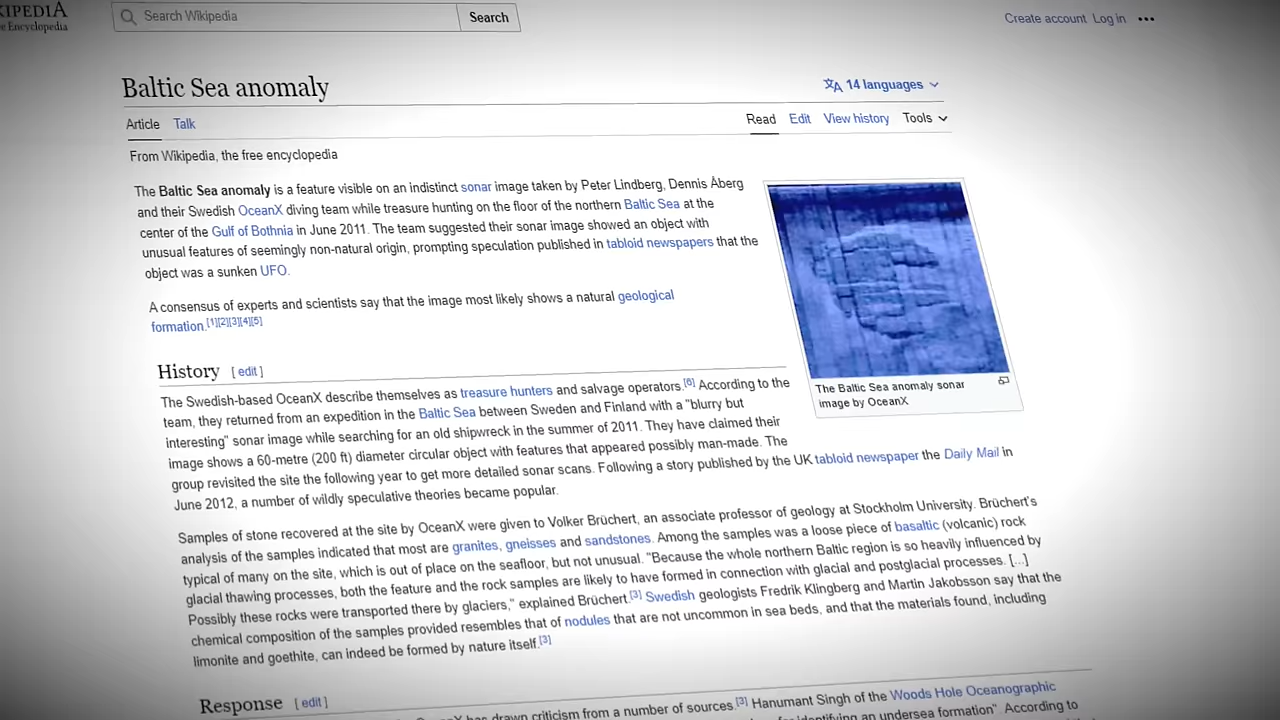 IKIPEDIA
e Encyclopedia
Search Wikipedia
Search
Create account Log in
Baltic Sea anomaly
14 languages
Article Talk
Read Edit View history Tools
From Wikipedia, the free encyclopedia
The Baltic Sea anomaly is a feature visible on an indistinct sonar image taken by Peter Lindberg, Dennis Åberg
and their Swedish OceanX diving team while treasure hunting on the floor of the northern Baltic Sea at the
center of the Gulf of Bothnia in June 2011. The team suggested their sonar image showed an object with
unusual features of seemingly non-natural origin, prompting speculation published in tabloid newspapers that the
object was a sunken UFO.
A consensus of experts and scientists say that the image most likely shows a natural geological
formation.[1][2][3][4][5]
The Baltic Sea anomaly sonar
image by OceanX
History [ edit ]
The Swedish-based OceanX describe themselves as treasure hunters and salvage operators.[6] According to the
team, they returned from an expedition in the Baltic Sea between Sweden and Finland with a "blurry but
interesting" sonar image while searching for an old shipwreck in the summer of 2011. They have claimed their
image shows a 60-metre (200 ft) diameter circular object with features that appeared possibly man-made. The
group revisited the site the following year to get more detailed sonar scans. Following a story published by the UK tabloid newspaper the Daily Mail in
June 2012, a number of wildly speculative theories became popular.
Samples of stone recovered at the site by OceanX were given to Volker Brüchert, an associate professor of geology at Stockholm University. Brüchert's
analysis of the samples indicated that most are granites, gneisses and sandstones. Among the samples was a loose piece of basaltic (volcanic) rock
typical of many on the site, which is out of place on the seafloor, but not unusual. "Because the whole northern Baltic region is so heavily influenced by
glacial thawing processes, both the feature and the rock samples are likely to have formed in connection with glacial and postglacial processes. [...]
Possibly these rocks were transported there by glaciers," explained Brüchert.[3] Swedish geologists Fredrik Klingberg and Martin Jakobsson say that the
chemical composition of the samples provided resembles that of nodules that are not uncommon in sea beds, and that the materials found, including
limonite and goethite, can indeed be formed by nature itself.[3]
Response [ edit ]
OceanX has drawn criticism from a number of sources.[3] Hanumant Singh of the Woods Hole Oceanographic
for identifying an undersea formation". According to